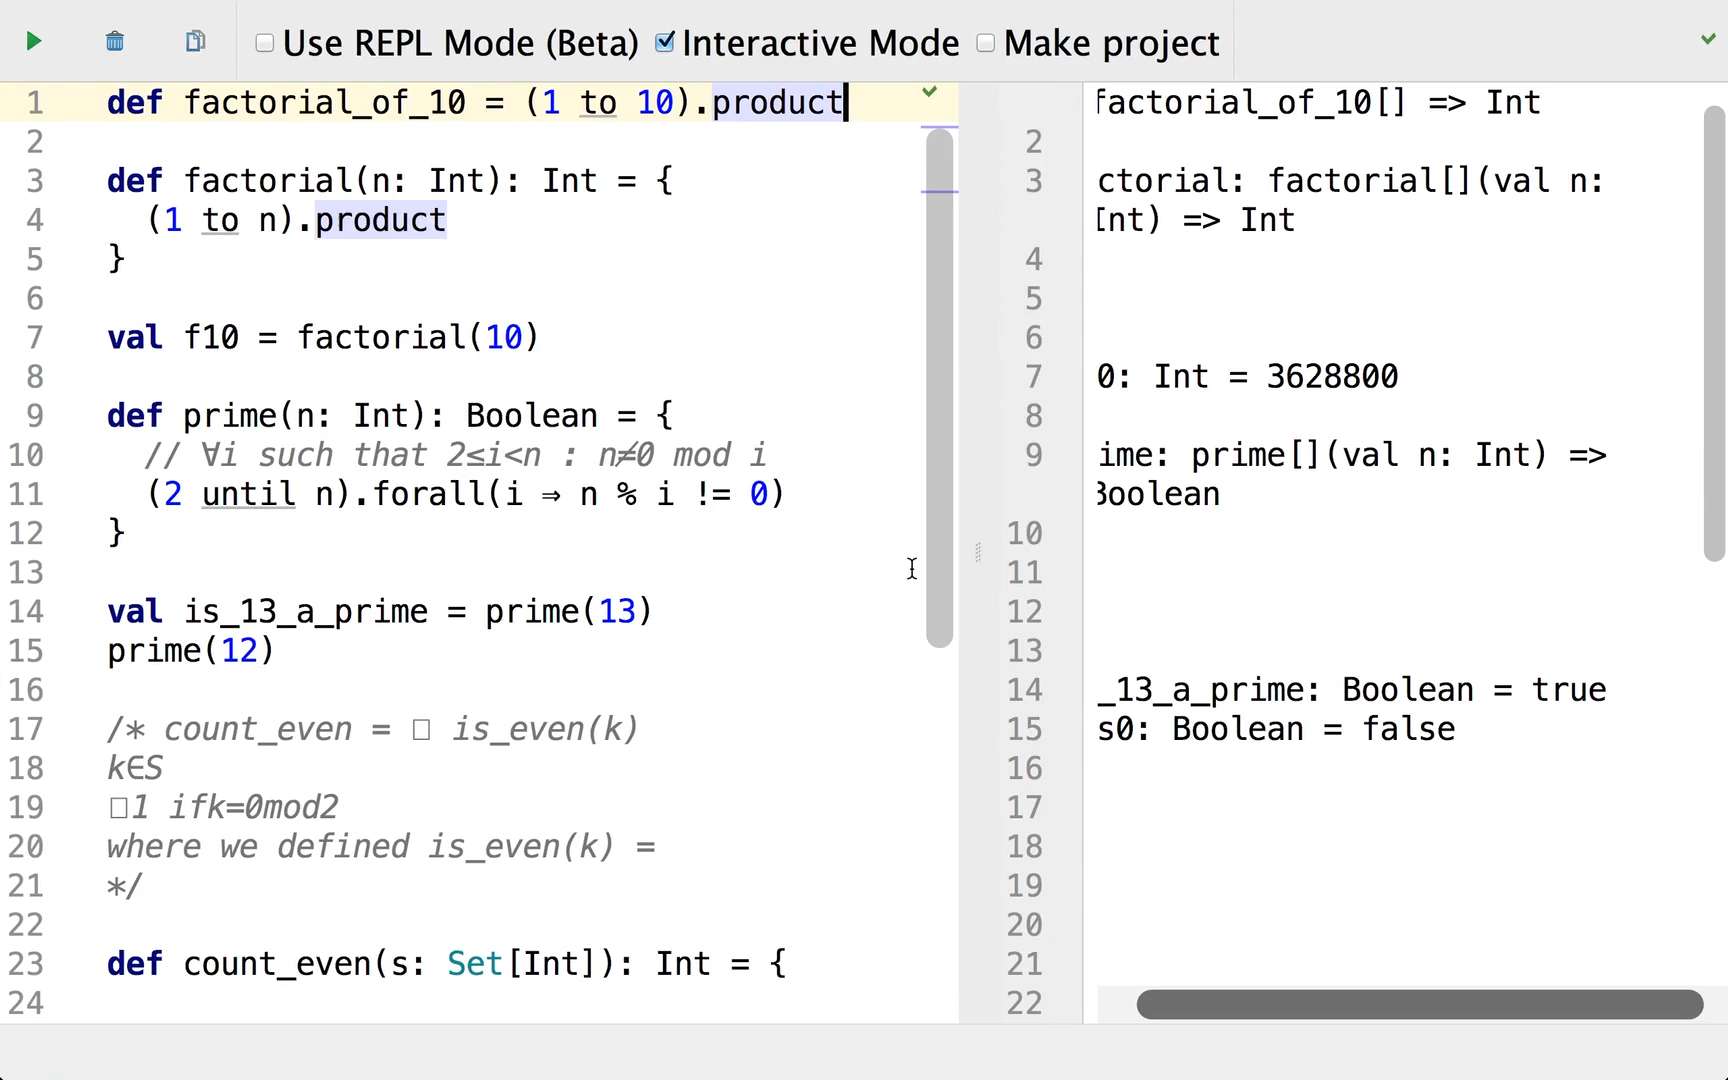 Use REPL Mode (Beta) Interactive Mode Make project
1 def factorial_of_10 = (1 to 10).product
2
3 def factorial(n: Int): Int = {
4 (1 to n).product
5 }
6
7 val f10 = factorial(10)
8
9 def prime(n: Int): Boolean = {
10 // ∀i such that 2≤i<n : n≠0 mod i
11 (2 until n).forall(i ⇒ n % i != 0)
12 }
13
14 val is_13_a_prime = prime(13)
15 prime(12)
16
17 /* count_even = □ is_even(k)
18 k∈S
19 □1 ifk=0mod2
20 where we defined is_even(k) =
21 */
22
23 def count_even(s: Set[Int]): Int = {
24
factorial_of_10[] => Int
2
3 ctorial: factorial[](val n:
Int) => Int
4
5
6
7 0: Int = 3628800
8
9 ime: prime[](val n: Int) =>
Boolean
10
11
12
13
14 _13_a_prime: Boolean = true
15 s0: Boolean = false
16
17
18
19
20
21
22